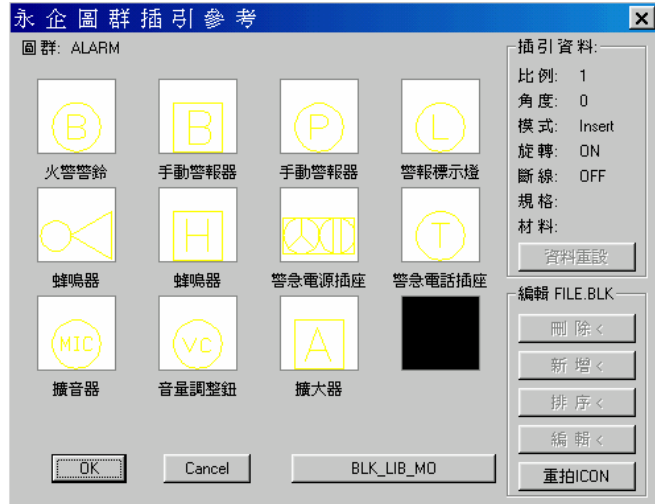 永企圖群插引參考
圖群: ALARM
B
B
P
L
火警警鈴
手動警報器
手動警報器
警報標示燈
H
T
蜂鳴器
蜂鳴器
警急電源插座
警急電話插座
MIC
VC
A
擴音器
音量調整鈕
擴大器
OK
Cancel
BLK_LIB_MO
插引資料:
比例: 1
角度: 0
模式: Insert
旋轉: ON
斷線: OFF
規格:
材料:
資料重設
編輯 FILE.BLK
刪除<
新增<
排序<
編輯<
重拍ICON